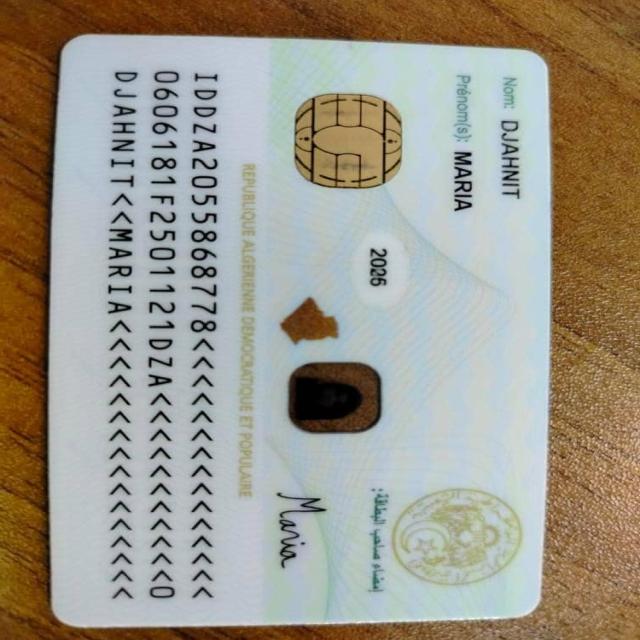 Nom: DJAHNIT
Prénom(s): MARIA
2026
إمضاء صاحب البطاقة:
Maria
REPUBLIQUE ALGERIENNE DEMOCRATIQUE ET POPULAIRE
IDDZA2055868778<<<<<<<<<<<<<<<
0606181F2501121DZA<<<<<<<<<<<0
DJAHNIT<<MARIA<<<<<<<<<<<<<<<<